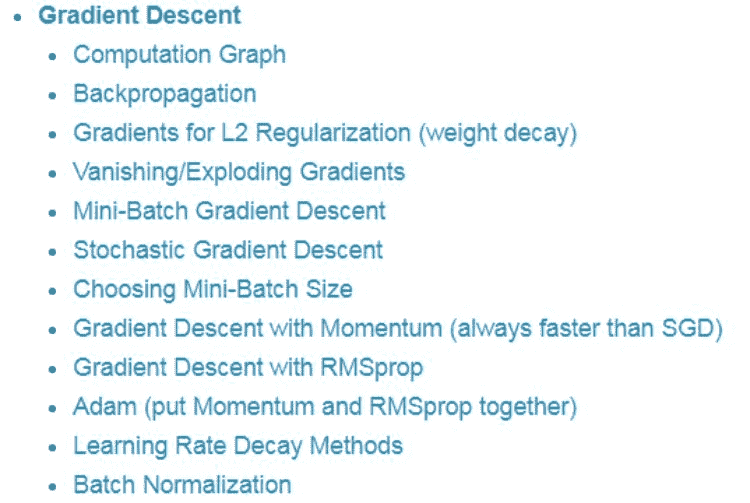 Gradient Descent
Computation Graph
Backpropagation
Gradients for L2 Regularization (weight decay)
Vanishing/Exploding Gradients
Mini-Batch Gradient Descent
Stochastic Gradient Descent
Choosing Mini-Batch Size
Gradient Descent with Momentum (always faster than SGD)
Gradient Descent with RMSprop
Adam (put Momentum and RMSprop together)
Learning Rate Decay Methods
Batch Normalization